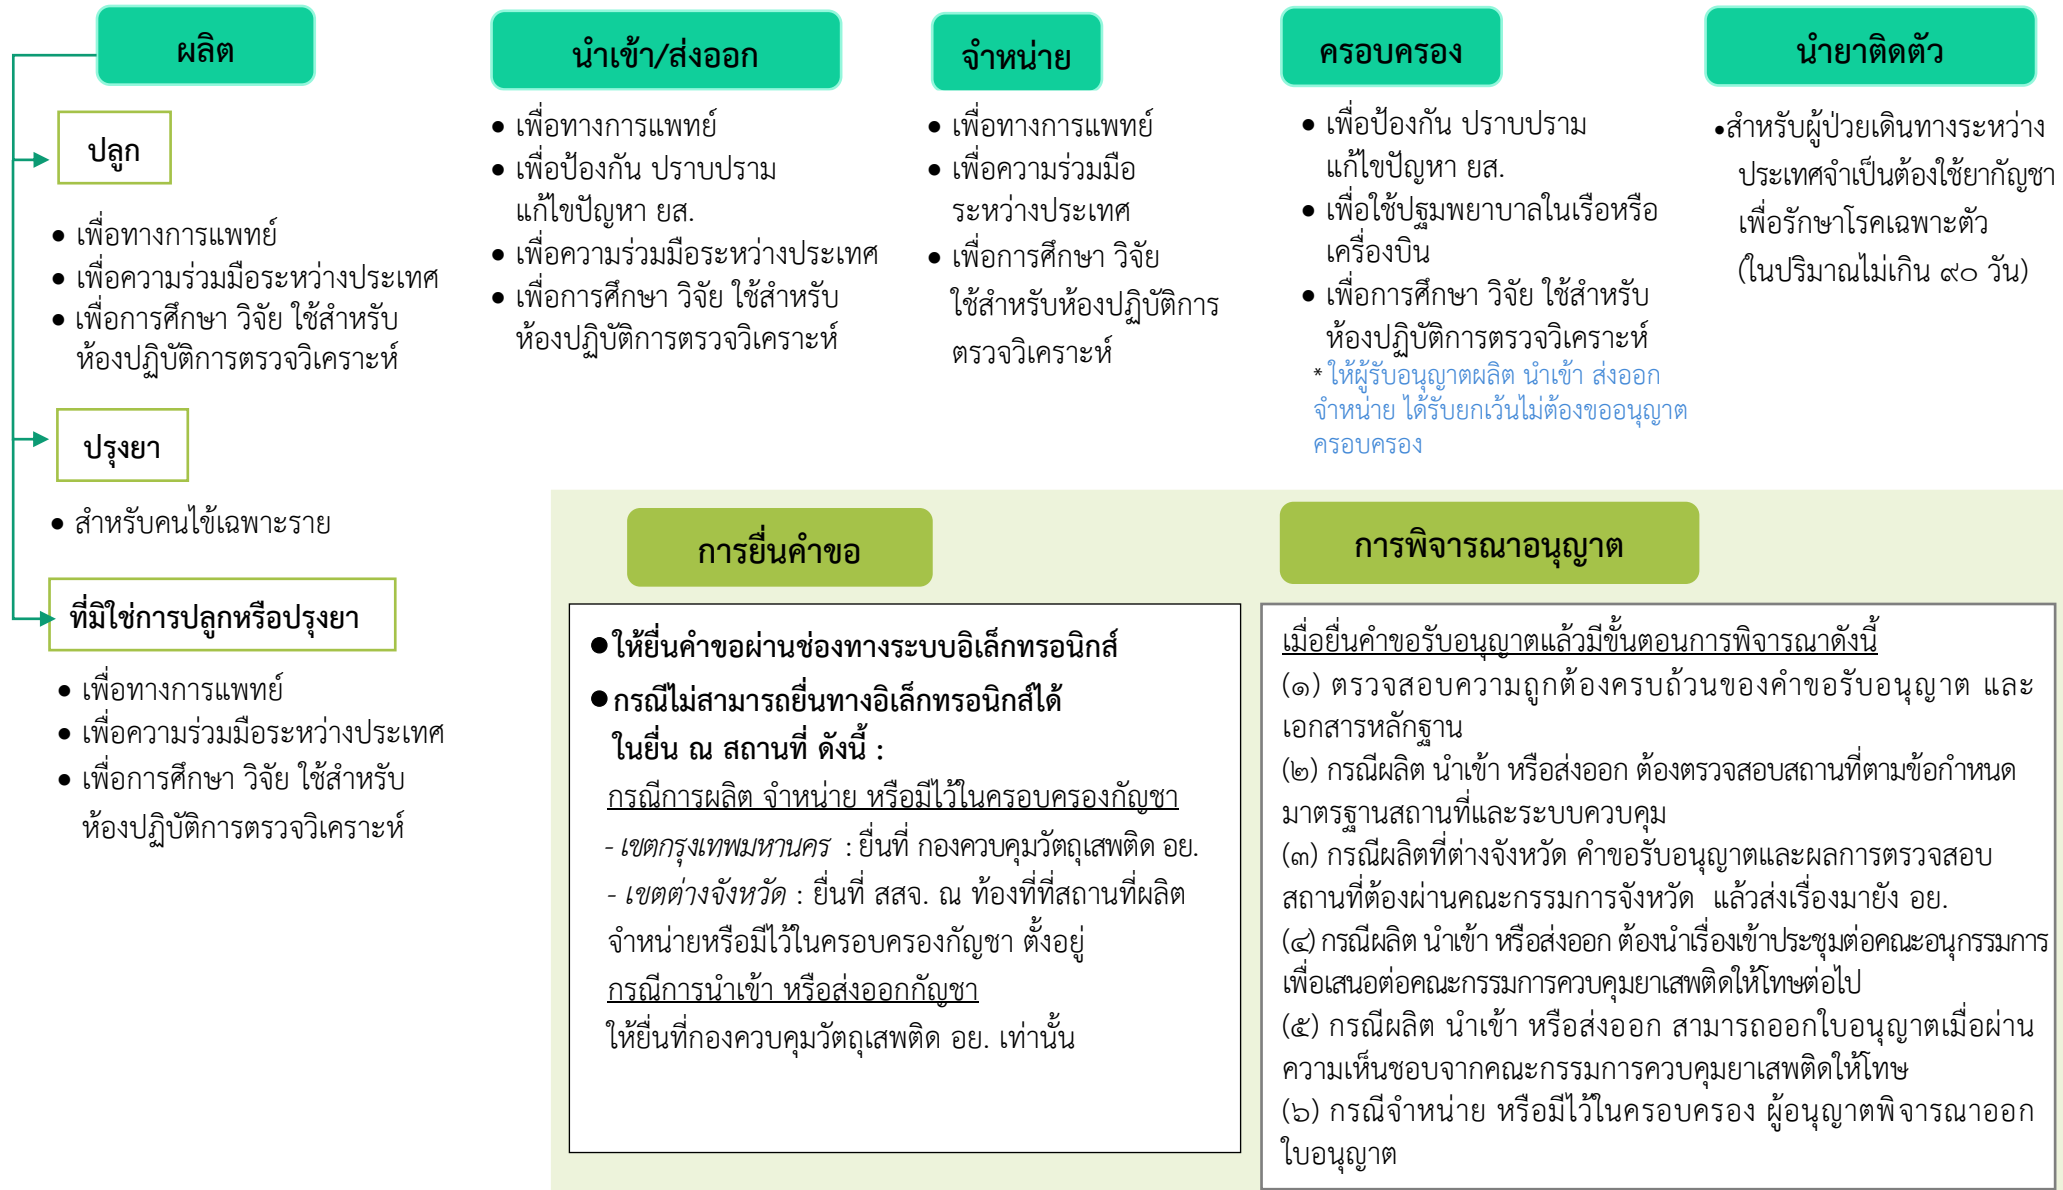 ผลิต
ปลูก
• เพื่อทางการแพทย์
• เพื่อความร่วมมือระหว่างประเทศ
• เพื่อการศึกษา วิจัย ใช้สำหรับ
ห้องปฏิบัติการตรวจวิเคราะห์
ปรุงยา
• สำหรับคนไข้เฉพาะราย
ที่มิใช่การปลูกหรือปรุงยา
• เพื่อทางการแพทย์
• เพื่อความร่วมมือระหว่างประเทศ
• เพื่อการศึกษา วิจัย ใช้สำหรับ
ห้องปฏิบัติการตรวจวิเคราะห์
นำเข้า/ส่งออก
• เพื่อทางการแพทย์
• เพื่อป้องกัน ปราบปราม
แก้ไขปัญหา ยส.
• เพื่อความร่วมมือระหว่างประเทศ
• เพื่อการศึกษา วิจัย ใช้สำหรับ
ห้องปฏิบัติการตรวจวิเคราะห์
จำหน่าย
• เพื่อทางการแพทย์
• เพื่อความร่วมมือ
ระหว่างประเทศ
• เพื่อการศึกษา วิจัย
ใช้สำหรับห้องปฏิบัติการ
ตรวจวิเคราะห์
ครอบครอง
• เพื่อป้องกัน ปราบปราม
แก้ไขปัญหา ยส.
• เพื่อใช้ปฐมพยาบาลในเรือหรือ
เครื่องบิน
• เพื่อการศึกษา วิจัย ใช้สำหรับ
ห้องปฏิบัติการตรวจวิเคราะห์
* ให้ผู้รับอนุญาตผลิต นำเข้า ส่งออก
จำหน่าย ได้รับยกเว้นไม่ต้องขออนุญาต
ครอบครอง
นำยาติดตัว
•สำหรับผู้ป่วยเดินทางระหว่าง
ประเทศจำเป็นต้องใช้ยากัญชา
เพื่อรักษาโรคเฉพาะตัว
(ในปริมาณไม่เกิน ๙๐ วัน)
การยื่นคำขอ
• ให้ยื่นคำขอผ่านช่องทางระบบอิเล็กทรอนิกส์
• กรณีไม่สามารถยื่นทางอิเล็กทรอนิกส์ได้
ในยื่น ณ สถานที่ ดังนี้ :
กรณีการผลิต จำหน่าย หรือมีไว้ในครอบครองกัญชา
- เขตกรุงเทพมหานคร : ยื่นที่ กองควบคุมวัตถุเสพติด อย.
- เขตต่างจังหวัด : ยื่นที่ สสจ. ณ ท้องที่ที่สถานที่ผลิต
จำหน่ายหรือมีไว้ในครอบครองกัญชา ตั้งอยู่
กรณีการนำเข้า หรือส่งออกกัญชา
ให้ยื่นที่กองควบคุมวัตถุเสพติด อย. เท่านั้น
การพิจารณาอนุญาต
เมื่อยื่นคำขอรับอนุญาตแล้วมีขั้นตอนการพิจารณาดังนี้
(๑) ตรวจสอบความถูกต้องครบถ้วนของคำขอรับอนุญาต และ
เอกสารหลักฐาน
(๒) กรณีผลิต นำเข้า หรือส่งออก ต้องตรวจสอบสถานที่ตามข้อกำหนด
มาตรฐานสถานที่และระบบควบคุม
(๓) กรณีผลิตที่ต่างจังหวัด คำขอรับอนุญาตและผลการตรวจสอบ
สถานที่ต้องผ่านคณะกรรมการจังหวัด แล้วส่งเรื่องมายัง อย.
(๔) กรณีผลิต นำเข้า หรือส่งออก ต้องนำเรื่องเข้าประชุมต่อคณะอนุกรรมการ
เพื่อเสนอต่อคณะกรรมการควบคุมยาเสพติดให้โทษต่อไป
(๕) กรณีผลิต นำเข้า หรือส่งออก สามารถออกใบอนุญาตเมื่อผ่าน
ความเห็นชอบจากคณะกรรมการควบคุมยาเสพติดให้โทษ
(๖) กรณีจำหน่าย หรือมีไว้ในครอบครอง ผู้อนุญาตพิจารณาออก
ใบอนุญาต